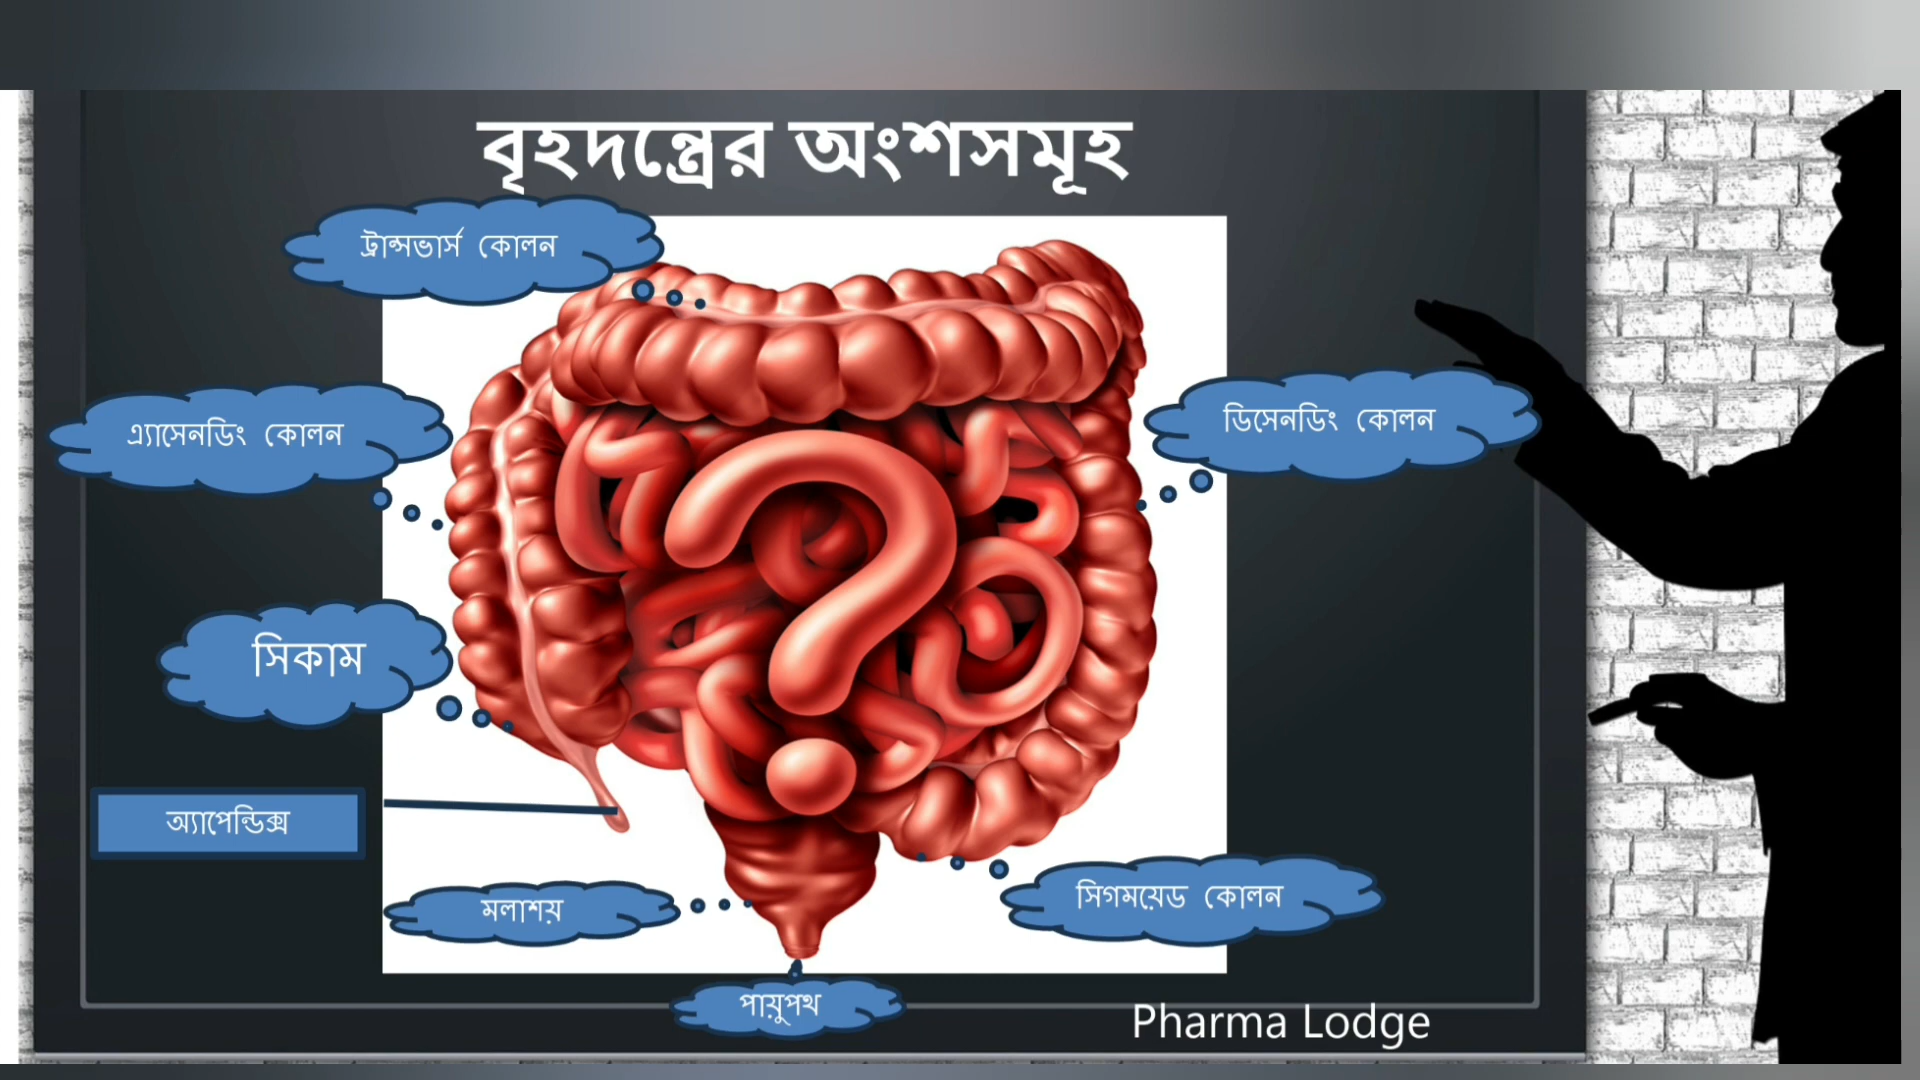 বৃহদন্ত্রের অংশসমূহ
ট্রান্সভার্স কোলন
এ্যাসেনডিং কোলন
ডিসেনডিং কোলন
সিকাম
অ্যাপেন্ডিক্স
মলাশয়
সিগময়েড কোলন
পায়ুপথ
Pharma Lodge